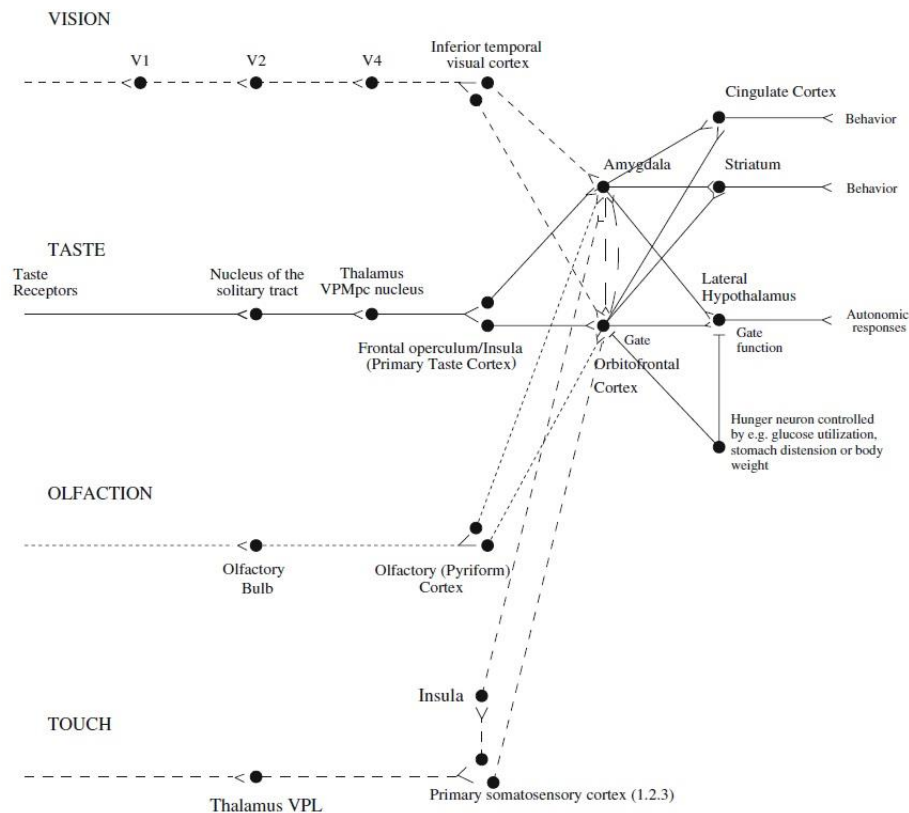 VISION
V1
V2
V4
Inferior temporal
visual cortex
Cingulate Cortex
Behavior
Amygdala
Striatum
Behavior
TASTE
Taste
Receptors
Nucleus of the
solitary tract
Thalamus
VPMpc nucleus
Frontal operculum/Insula
(Primary Taste Cortex)
Gate
Orbitofrontal
Cortex
Lateral
Hypothalamus
Gate
function
Autonomic
responses
Hunger neuron controlled
by e.g. glucose utilization,
stomach distension or body
weight
OLFACTION
Olfactory
Bulb
Olfactory (Pyriform)
Cortex
TOUCH
Insula
Thalamus VPL
Primary somatosensory cortex (1.2.3)